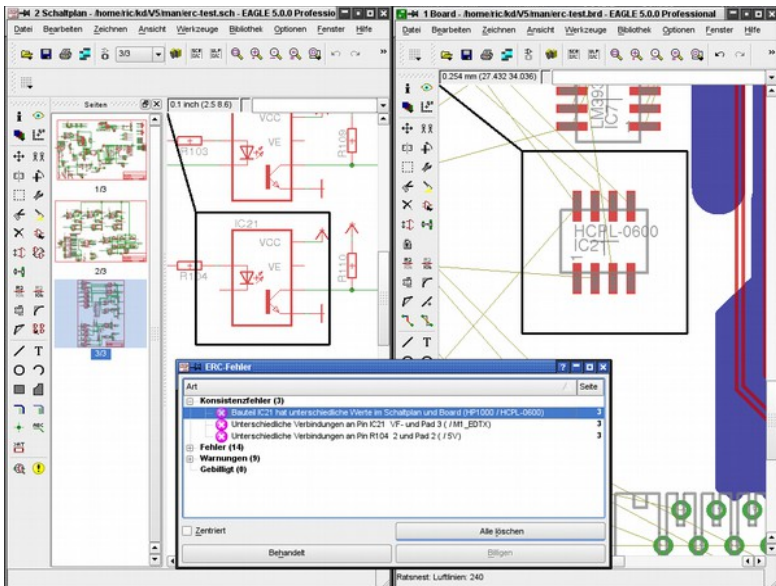 2 Schaltplan - /home/ric/kd/V5/man/erc-test.sch - EAGLE 5.0.0 Professio
Datei Bearbeiten Zeichnen Ansicht Werkzeuge Bibliothek Optionen Fenster Hilfe
3/3
Seiten
0.1 inch (2.5 8.6)
1/3
2/3
3/3
VCC
VE
R103
R109
IC21
VCC
VE
R104
R110
1 Board - /home/ric/kd/V5/man/erc-test.brd - EAGLE 5.0.0 Professional
Datei Bearbeiten Zeichnen Ansicht Werkzeuge Bibliothek Optionen Fenster Hilfe
0.254 mm (27.432 34.036)
LM393
IC7
HCPL-0600
IC21
1
ERC-Fehler
Art Seite
Konsistenzfehler (3)
Bauteil IC21 hat unterschiedliche Werte im Schaltplan und Board (HP1000 / HCPL-0600) 3
Unterschiedliche Verbindungen an Pin IC21 VF- und Pad 3 ( / M1_EDTX) 3
Unterschiedliche Verbindungen an Pin R104 2 und Pad 2 ( / 5V) 3
Fehler (14)
Warnungen (9)
Gebilligt (0)
Zentriert
Alle löschen
Behandelt
Billigen
Ratsnest: Luftlinien: 240